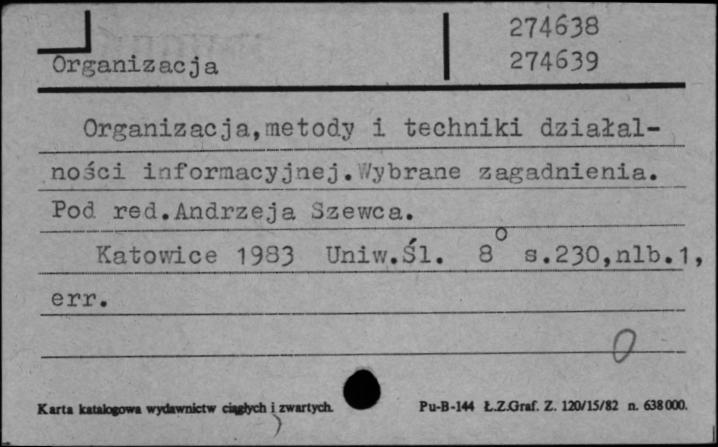 274638
Organizacja 274639
Organizacja,metody i techniki działal-
ności informacyjnej.Wybrane zagadnienia.
Pod red.Andrzeja Szewca.
Katowice 1983 Uniw.Śl. 8° s.230,nlb.1,
err.
0
Karta katalogowa wydawnictw ciągłych i zwartych. Pu-B-144 Ł.Z.Graf. Z. 120/15/82 n. 638000.